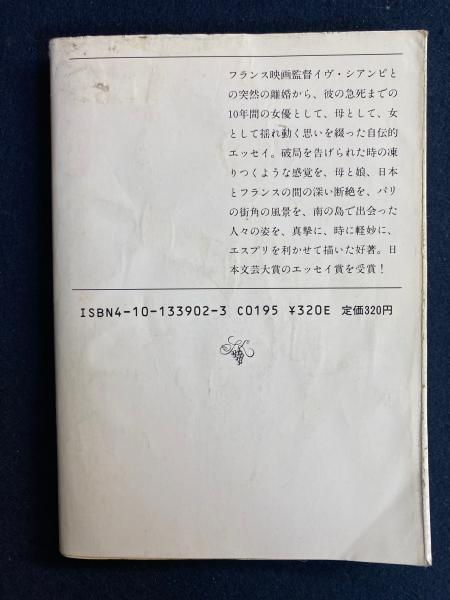 フランス映画監督イヴ・シアンピと
の突然の離婚から、彼の急死までの
10年間の女優として、母として、女
として揺れ動く思いを綴った自伝的
エッセイ。破局を告げられた時の凍
りつくような感覚を、母と娘、日本
とフランスの間の深い断絶を、パリ
の街角の風景を、南の島で出会った
人々の姿を、真摯に、時に軽妙に、
エスプリを利かせて描いた好著。日
本文芸大賞のエッセイ賞を受賞！
ISBN4-10-133902-3 C0195 ¥320E 定価320円